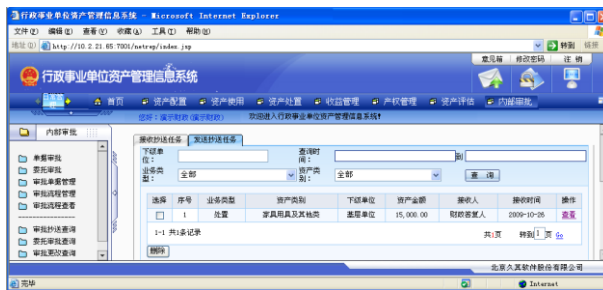 行政事业单位资产管理信息系统 - Microsoft Internet Explorer
文件(F) 编辑(E) 查看(V) 收藏(A) 工具(T) 帮助(H)
地址(D) http://10.2.21.65:7001/netrep/index.jsp 转到 链接
意见箱 修改密码 注 销
行政事业单位资产管理信息系统
首页 资产配置 资产使用 资产处置 收益管理 产权管理 资产评估 内部审批
您好：演示财政(演示财政) 欢迎进入行政事业单位资产管理信息系统!
内部审批
接收抄送任务 发送抄送任务
下级单位： 查询时间： 到
业务类型： 全部 资产类别： 全部 查 询
单据审批
委托审批
审批单据管理
审批流程管理
审批流程查看
审批抄送查询
委托审批查询
审批更改查询
选择 序号 业务类型 资产类别 下级单位 资产金额 接收人 接收时间 操作
1 处置 家具用具及其他类 基层单位 15,000.00 财政答复人 2009-10-26 查看
1-1 共1条记录 共1页 转到 1 页 Go
删除
北京久其软件股份有限公司
完毕 Internet